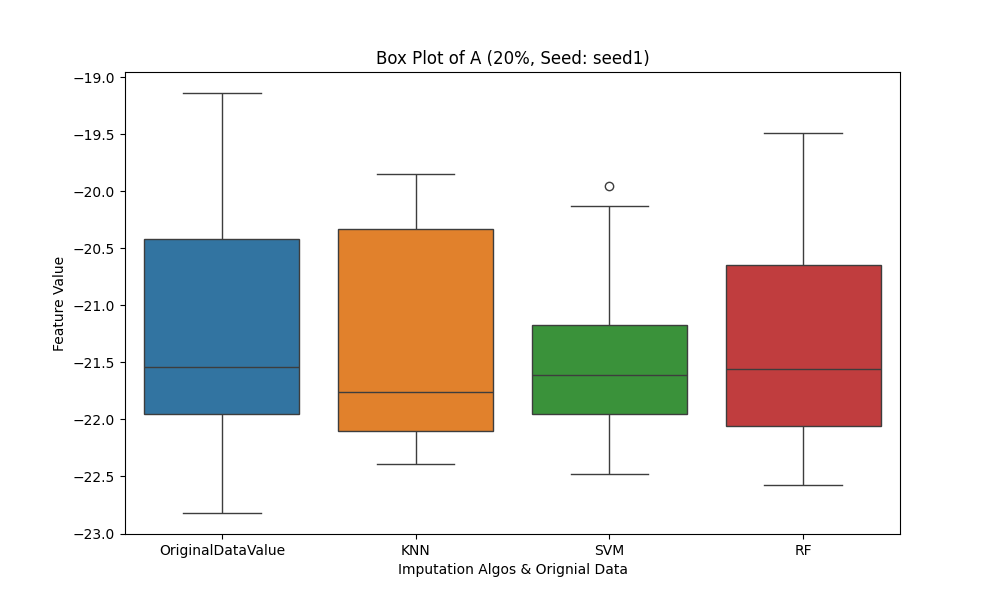 Box Plot of A (20%, Seed: seed1)
−19.0
−19.5
−20.0
−20.5
−21.0
−21.5
−22.0
−22.5
−23.0
Feature Value
OriginalDataValue KNN SVM RF
Imputation Algos & Orignial Data